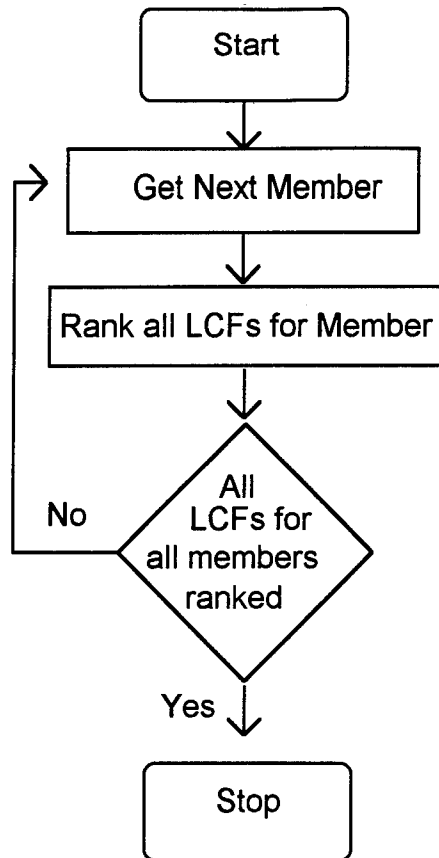 Start
Get Next Member
Rank all LCFs for Member
All
LCFs for
all members
ranked
No
Yes
Stop